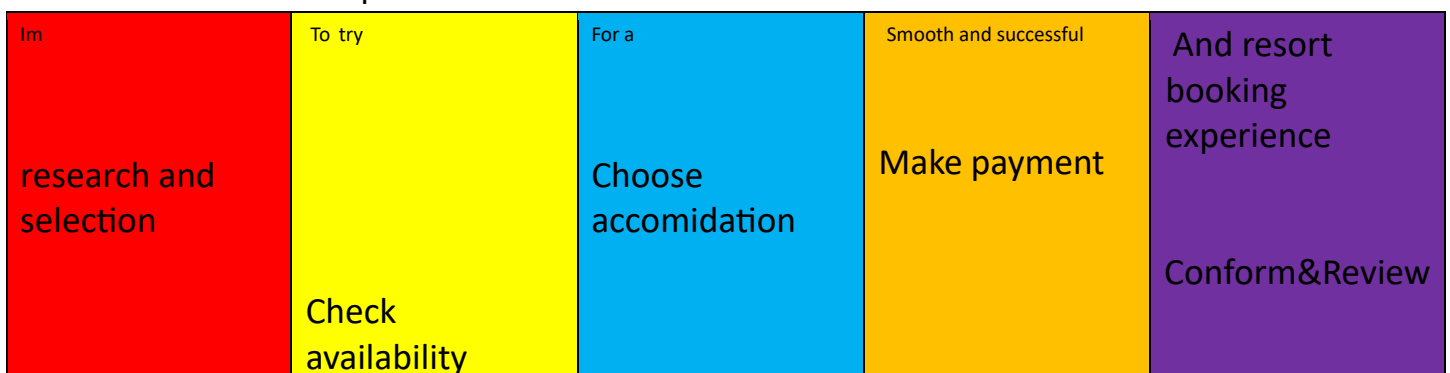 Im
research and
selection
To try
Check
availability
For a
Choose
accomidation
Smooth and successful
Make payment
And resort
booking
experience
Conform&Review